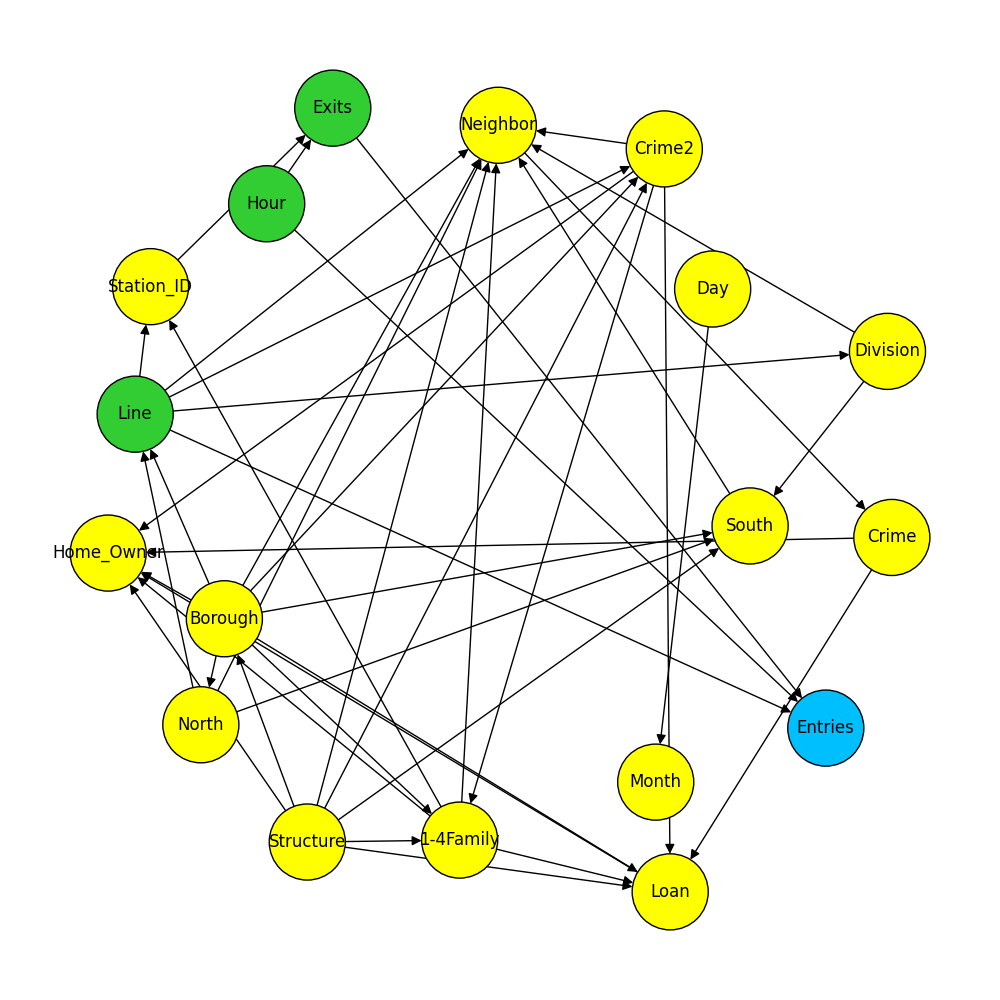 Exits
Neighbor
Crime2
Hour
Station_ID
Day
Division
Line
South
Crime
Home_Owner
Borough
North
Entries
Month
Structure
1-4Family
Loan